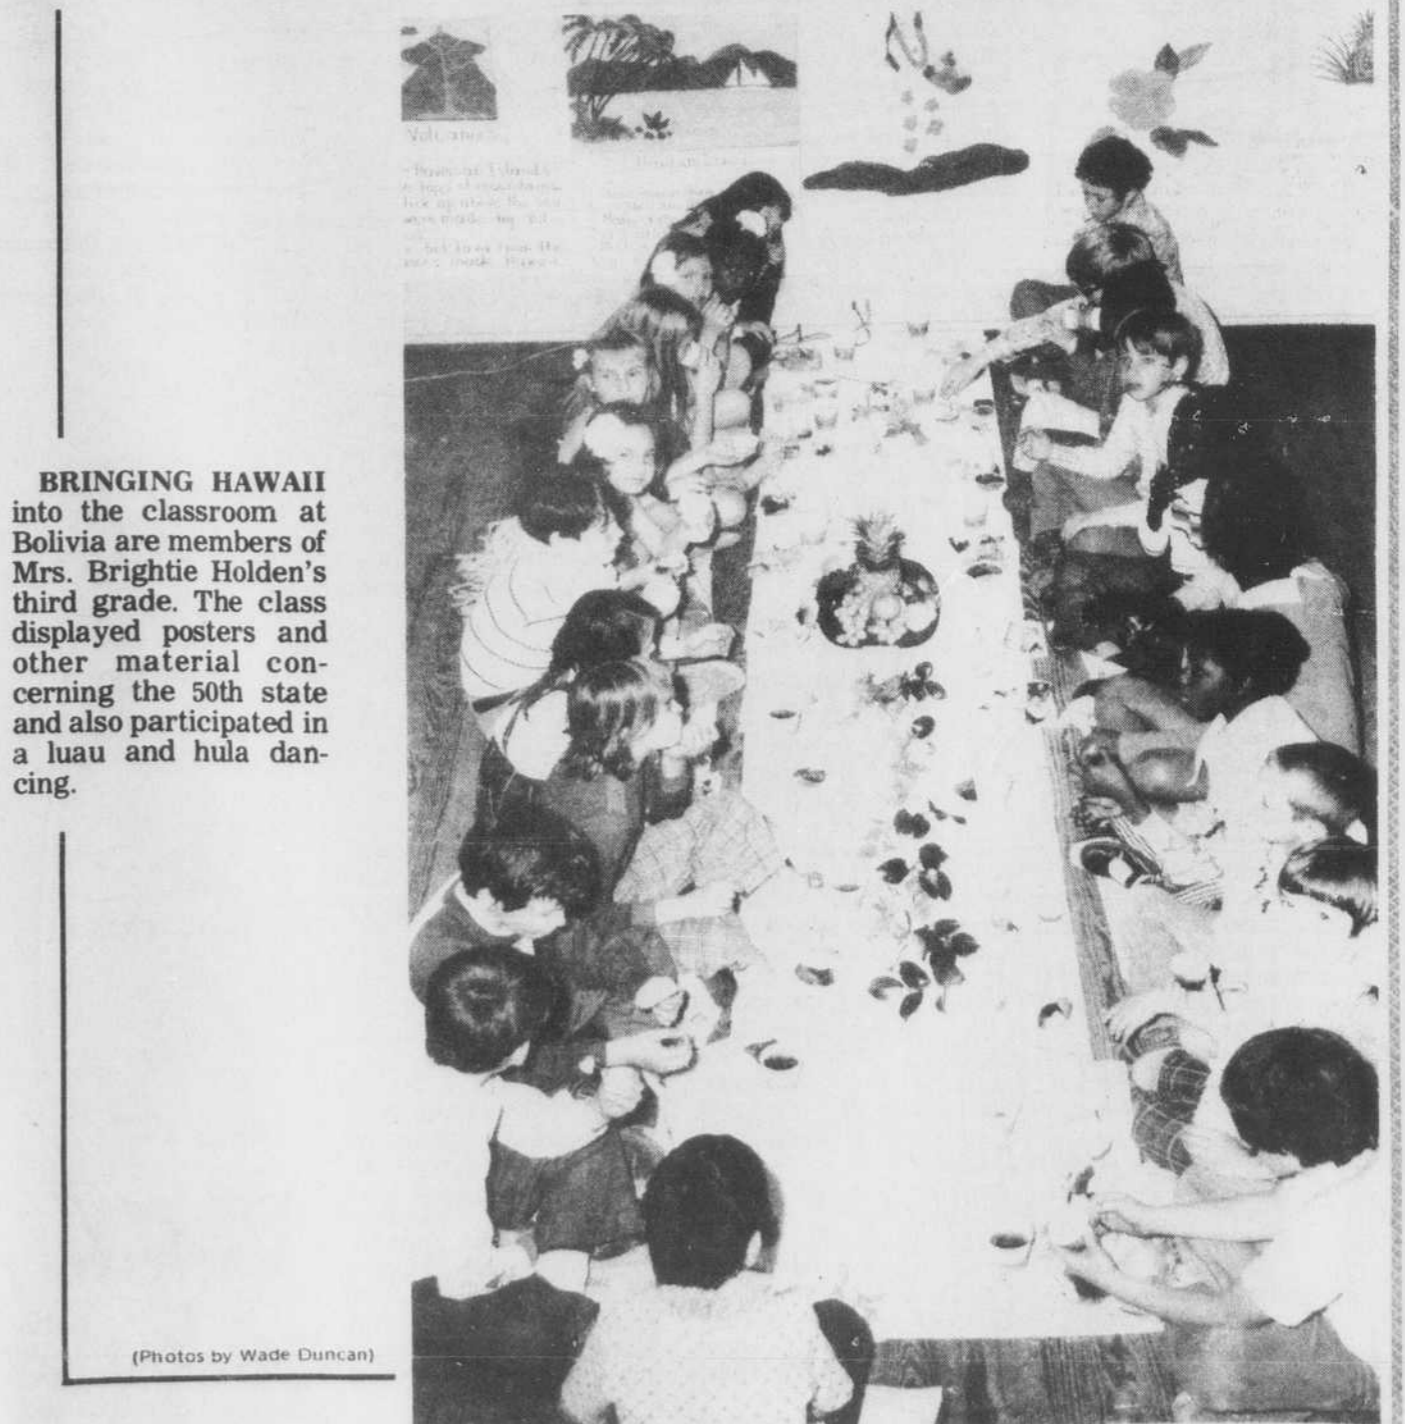 Volcanoes
BRINGING HAWAII
into the classroom at
Bolivia are members of
Mrs. Brightie Holden's
third grade. The class
displayed posters and
other material con-
cerning the 50th state
and also participated in
a luau and hula dan-
cing.
(Photos by Wade Duncan)